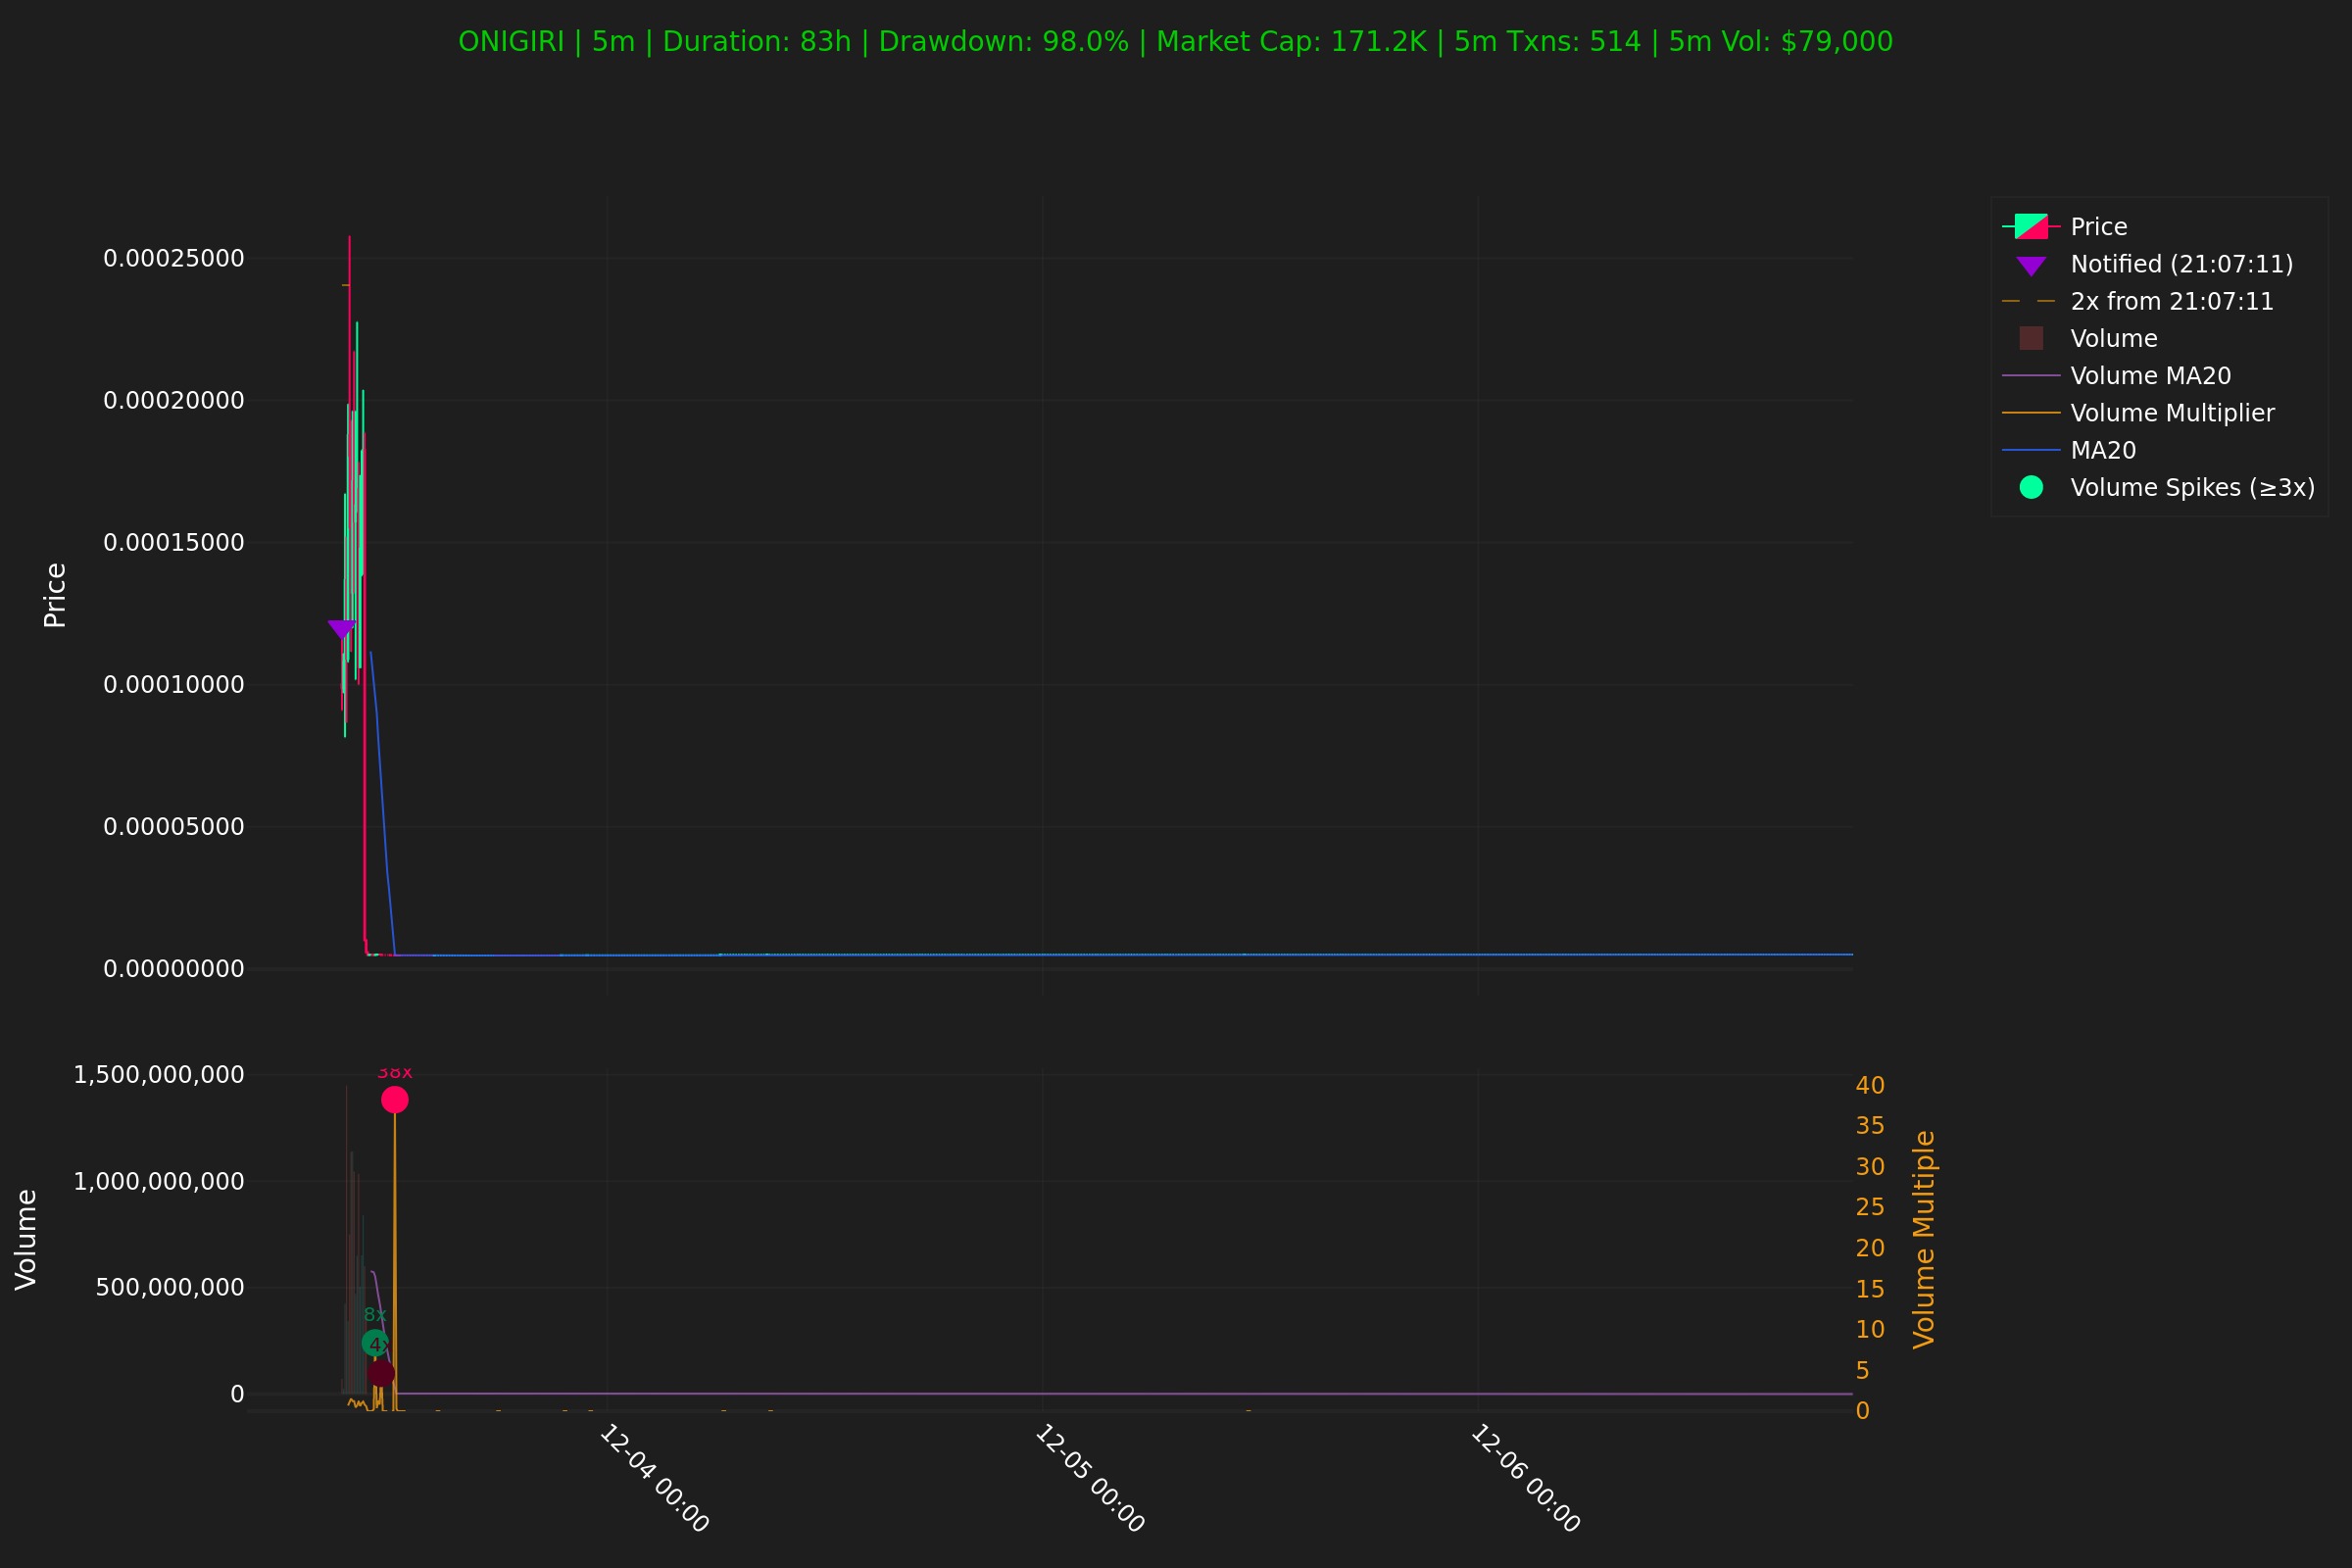 ONIGIRI | 5m | Duration: 83h | Drawdown: 98.0% | Market Cap: 171.2K | 5m Txns: 514 | 5m Vol: $79,000
Price
0.00025000
0.00020000
0.00015000
0.00010000
0.00005000
0.00000000
Price
Notified (21:07:11)
2x from 21:07:11
Volume
Volume MA20
Volume Multiplier
MA20
Volume Spikes (≥3x)
Volume
1,500,000,000
1,000,000,000
500,000,000
0
38x
8x
4x
40
35
30
25
20
15
10
5
0
Volume Multiple
12-04 00:00
12-05 00:00
12-06 00:00